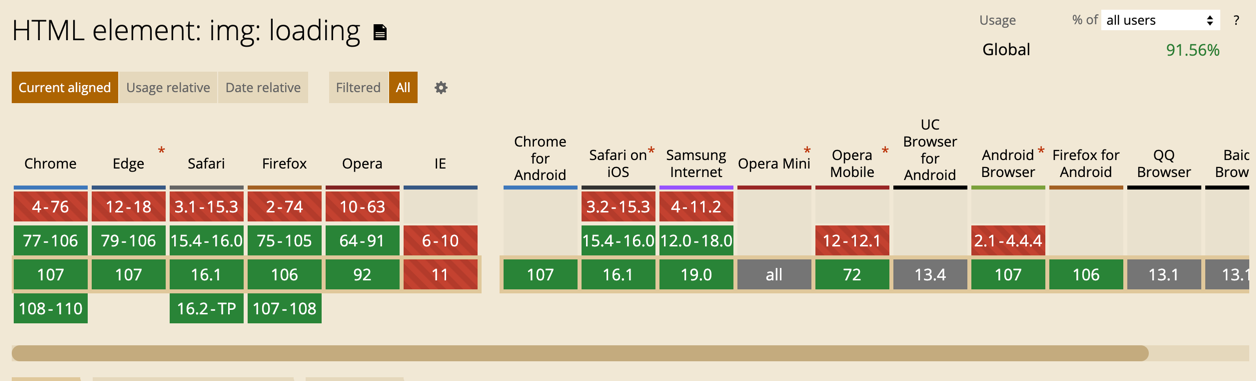 HTML element: img: loading
Usage % of all users ?
Global 91.56%
Current aligned Usage relative Date relative Filtered All
Chrome Edge * Safari Firefox Opera IE
Chrome for Android Safari on iOS * Samsung Internet Opera Mini * Opera Mobile * UC Browser for Android Android Browser * Firefox for Android QQ Browser
4-76 12-18 3.1-15.3 2-74 10-63 3.2-15.3 4-11.2
77-106 79-106 15.4-16.0 75-105 64-91 6-10 15.4-16.0 12.0-18.0 12-12.1 2.1-4.4.4
107 107 16.1 106 92 11 107 16.1 19.0 all 72 13.4 107 106 13.1
108-110 16.2-TP 107-108